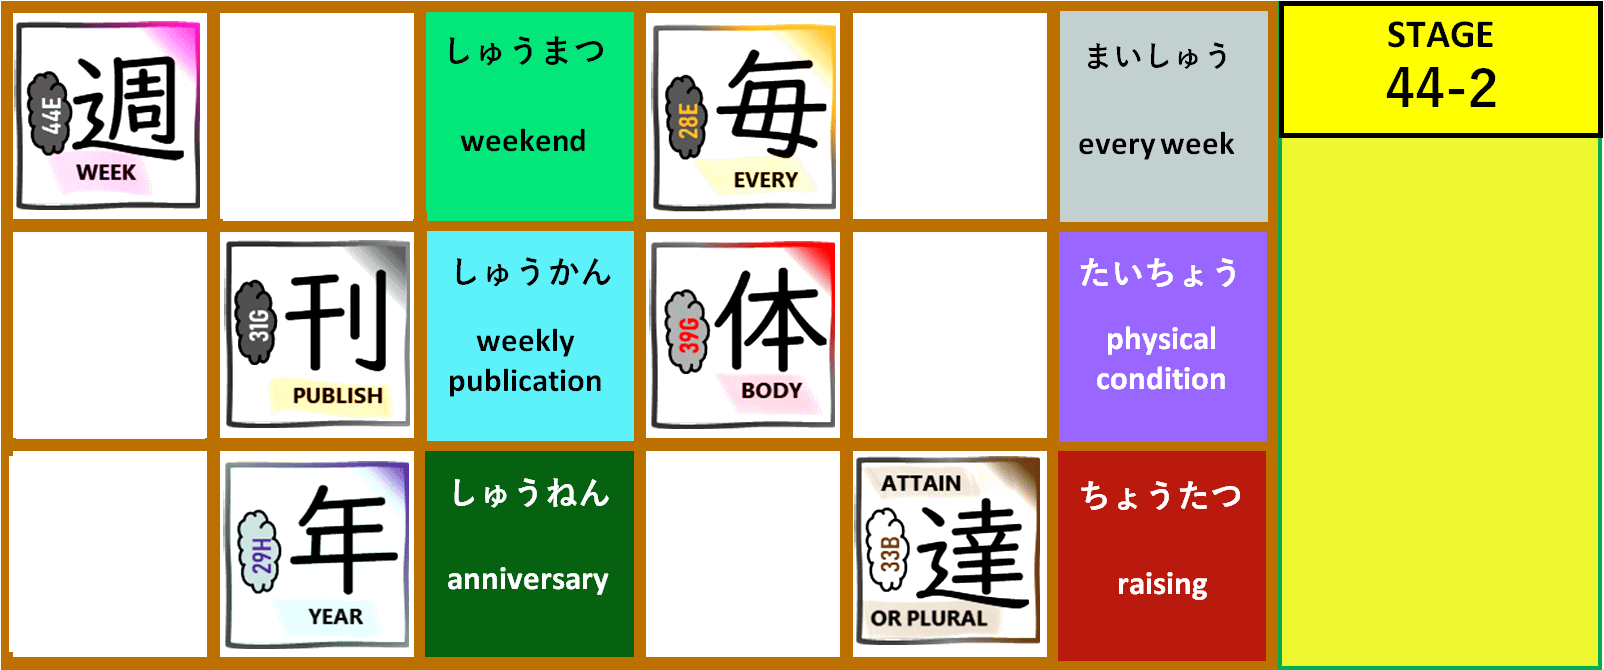 週
44E
WEEK
しゅうまつ
weekend
毎
28E
EVERY
まいしゅう
every week
STAGE
44-2
刊
31G
PUBLISH
しゅうかん
weekly
publication
体
39G
BODY
たいちょう
physical
condition
年
29H
YEAR
しゅうねん
anniversary
ATTAIN
達
33B
OR PLURAL
ちょうたつ
raising